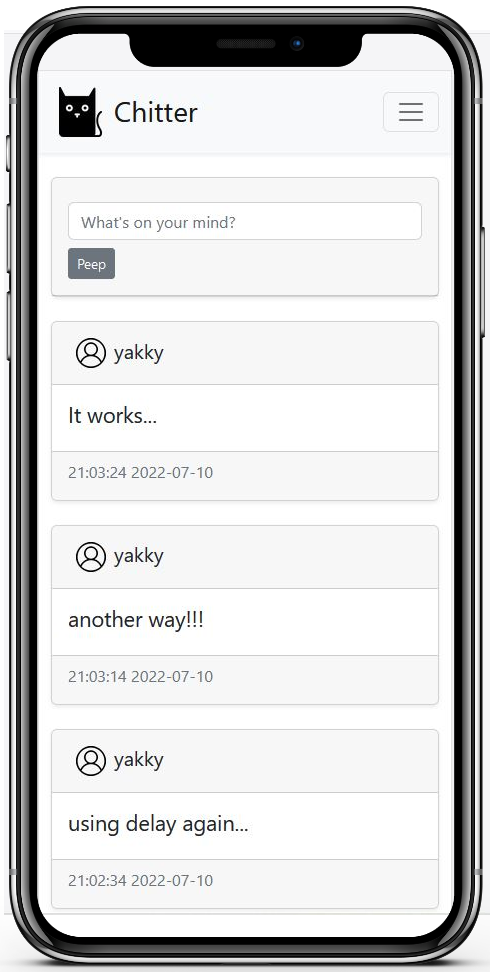 Chitter
What's on your mind?
Peep
yakky
It works...
21:03:24 2022-07-10
yakky
another way!!!
21:03:14 2022-07-10
yakky
using delay again...
21:02:34 2022-07-10